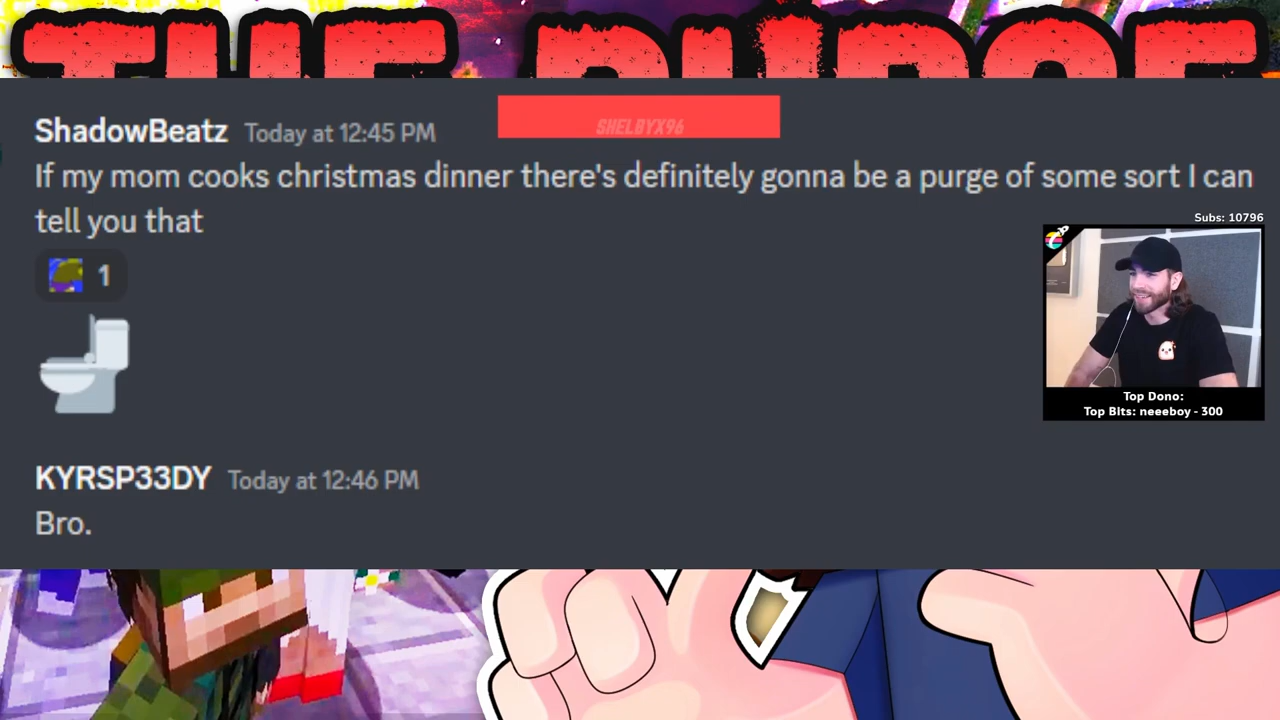 THE PURGE
SHELBYX96
ShadowBeatz Today at 12:45 PM
If my mom cooks christmas dinner there's definitely gonna be a purge of some sort I can
tell you that
1
Subs: 10796
Top Dono:
Top Bits: neeeboy - 300
KYRSP33DY Today at 12:46 PM
Bro.